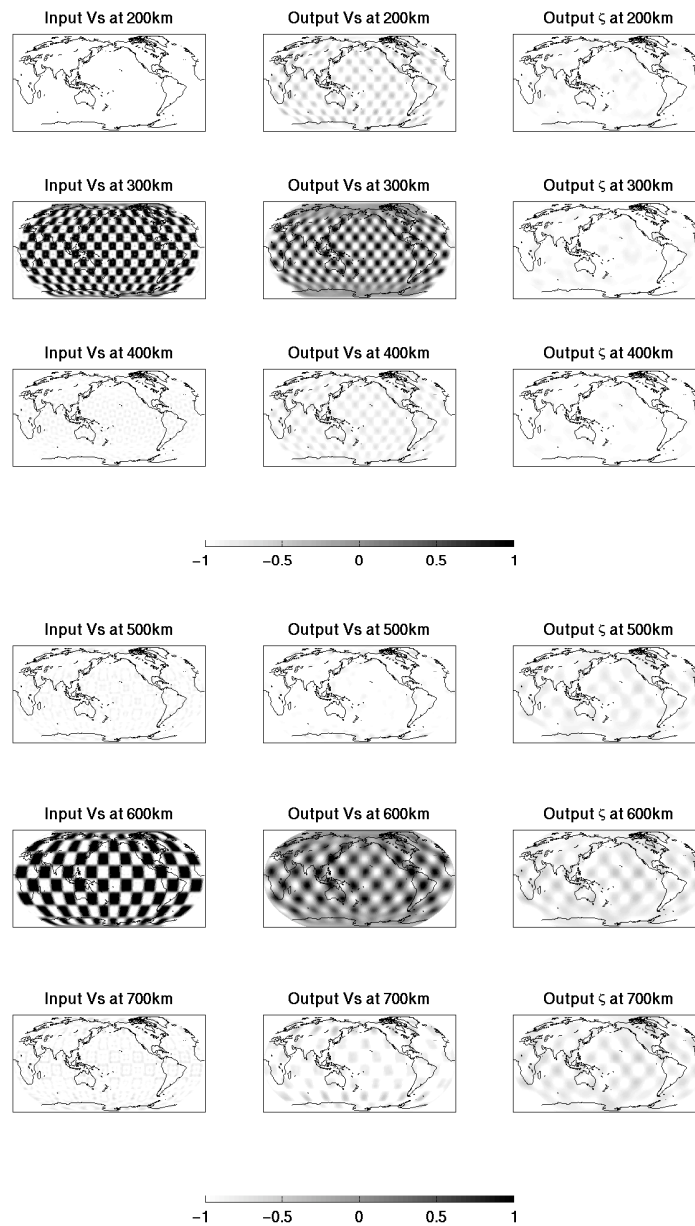 Input Vs at 200km Output Vs at 200km Output ζ at 200km
Input Vs at 300km Output Vs at 300km Output ζ at 300km
Input Vs at 400km Output Vs at 400km Output ζ at 400km
−1 −0.5 0 0.5 1
Input Vs at 500km Output Vs at 500km Output ζ at 500km
Input Vs at 600km Output Vs at 600km Output ζ at 600km
Input Vs at 700km Output Vs at 700km Output ζ at 700km
−1 −0.5 0 0.5 1